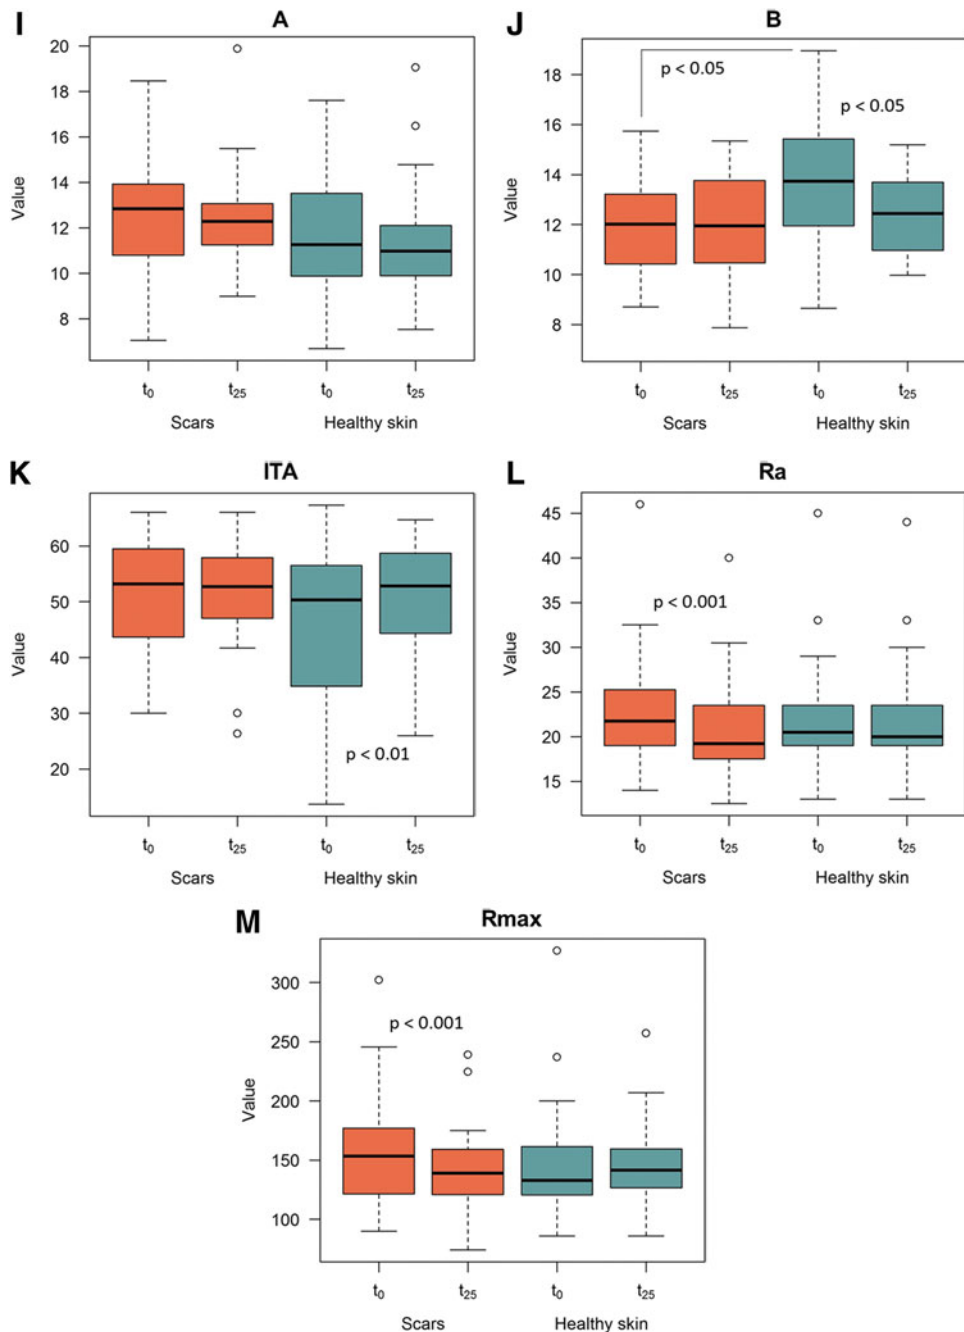 I
A
20
18
16
14
12
10
8
Value
t0 t25 t0 t25
Scars Healthy skin
J
B
18
16
14
12
10
8
Value
p < 0.05
p < 0.05
t0 t25 t0 t25
Scars Healthy skin
K
ITA
60
50
40
30
20
Value
p < 0.01
t0 t25 t0 t25
Scars Healthy skin
L
Ra
45
40
35
30
25
20
15
Value
p < 0.001
t0 t25 t0 t25
Scars Healthy skin
M
Rmax
300
250
200
150
100
Value
p < 0.001
t0 t25 t0 t25
Scars Healthy skin